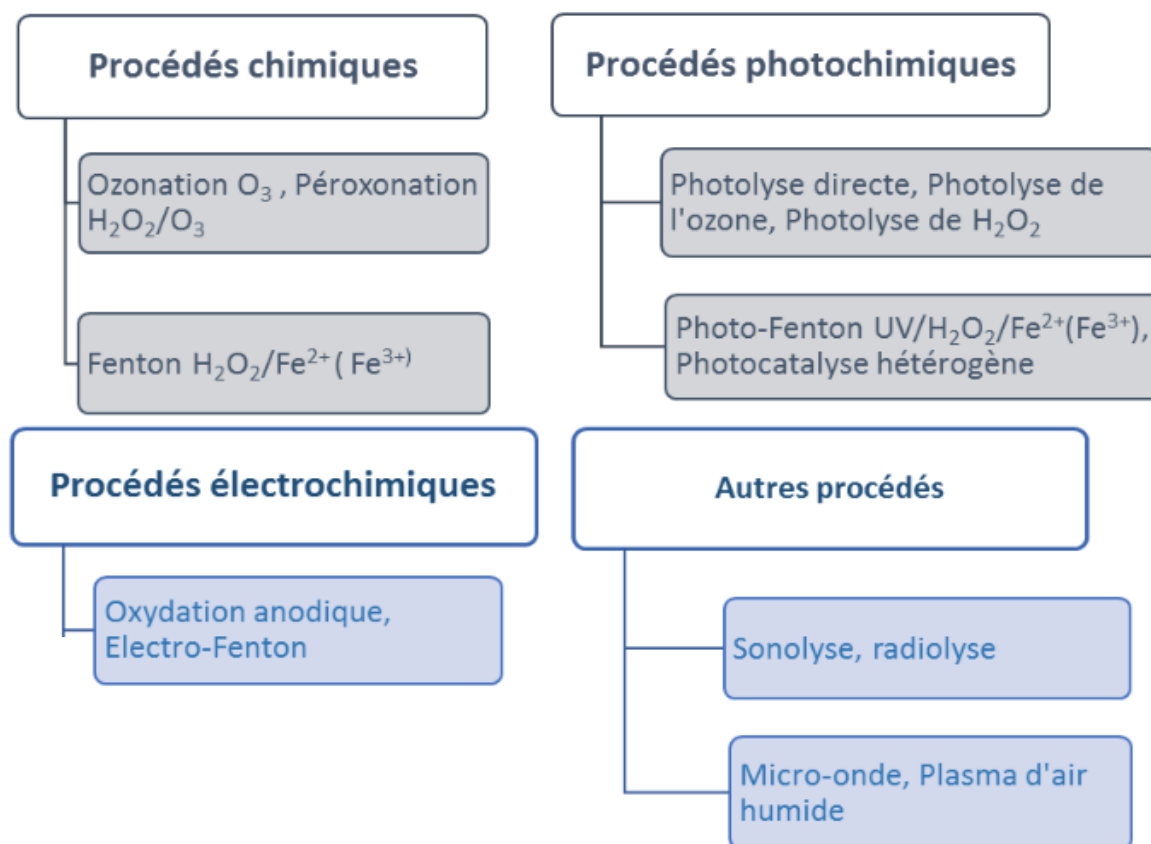 Procédés chimiques
Ozonation O₃ , Péroxonation
H₂O₂/O₃
Fenton H₂O₂/Fe²⁺ ( Fe³⁺⁾
Procédés photochimiques
Photolyse directe, Photolyse de
l'ozone, Photolyse de H₂O₂
Photo-Fenton UV/H₂O₂/Fe²⁺(Fe³⁺),
Photocatalyse hétérogène
Procédés électrochimiques
Oxydation anodique,
Electro-Fenton
Autres procédés
Sonolyse, radiolyse
Micro-onde, Plasma d'air
humide